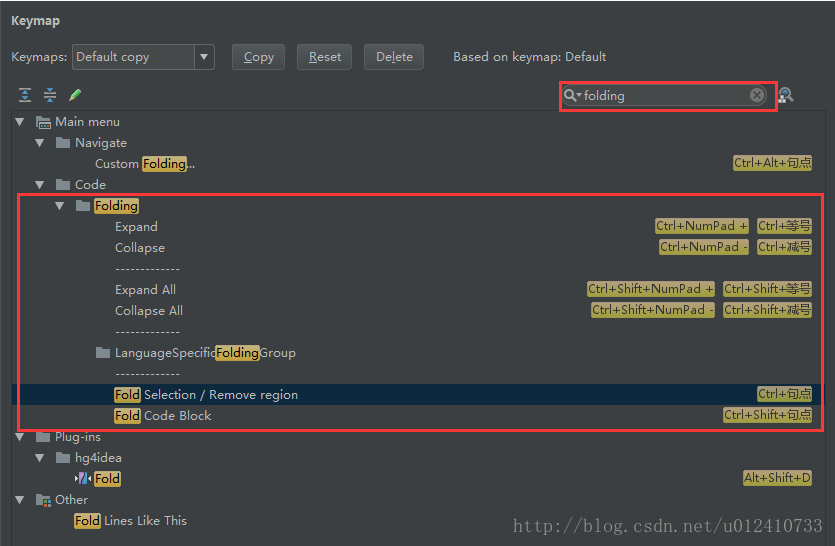 Keymap
Keymaps: Default copy Copy Reset Delete Based on keymap: Default
folding
Main menu
Navigate
Custom Folding... Ctrl+Alt+句点
Code
Folding
Expand Ctrl+NumPad + Ctrl+等号
Collapse Ctrl+NumPad - Ctrl+减号
-------------
Expand All Ctrl+Shift+NumPad + Ctrl+Shift+等号
Collapse All Ctrl+Shift+NumPad - Ctrl+Shift+减号
-------------
LanguageSpecificFoldingGroup
-------------
Fold Selection / Remove region Ctrl+句点
Fold Code Block Ctrl+Shift+句点
Plug-ins
hg4idea
Fold Alt+Shift+D
Other
Fold Lines Like This
http://blog.csdn.net/u012410733